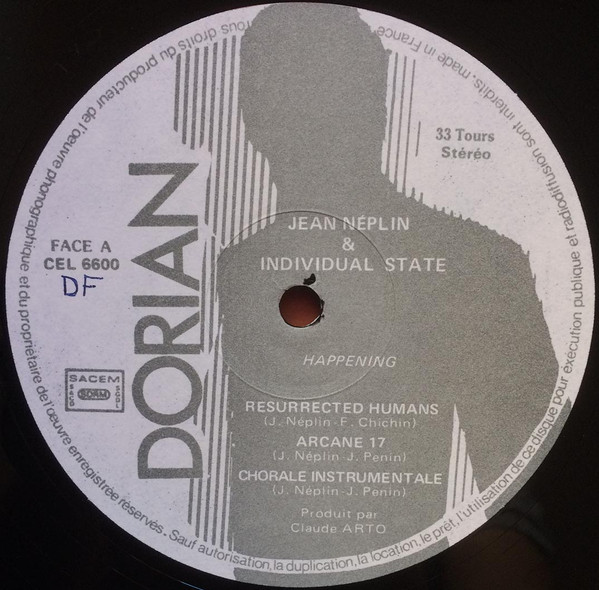 DORIAN
33 Tours
Stéréo
FACE A
CEL 6600
DF
JEAN NÉPLIN
&
INDIVIDUAL STATE
HAPPENING
RESURRECTED HUMANS
(J. Néplin - F. Chichin)
ARCANE 17
(J. Néplin - J. Penin)
CHORALE INSTRUMENTALE
(J. Néplin - J. Penin)
Produit par
Claude ARTO
SACEM
SACD
SDRM
SGDL
Tous droits du producteur de l'œuvre phonographique et du propriétaire de l'œuvre enregistrée réservés. Sauf autorisation, la duplication, la location, le prêt, l'utilisation de ce disque pour exécution publique et radiodiffusion sont interdits. made in France